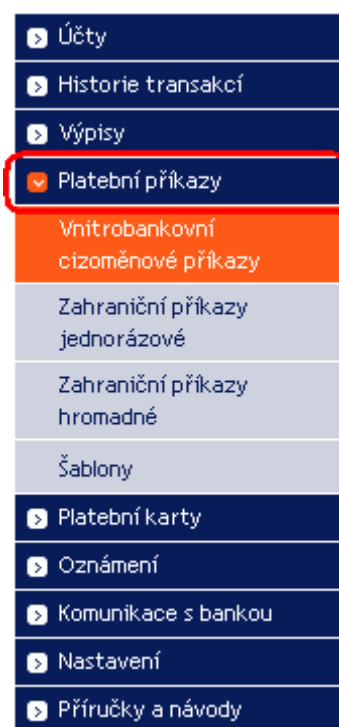 Účty
Historie transakcí
Výpisy
Platební příkazy
Vnitrobankovní
cizoměnové příkazy
Zahraniční příkazy
jednorázové
Zahraniční příkazy
hromadné
Šablony
Platební karty
Oznámení
Komunikace s bankou
Nastavení
Příručky a návody